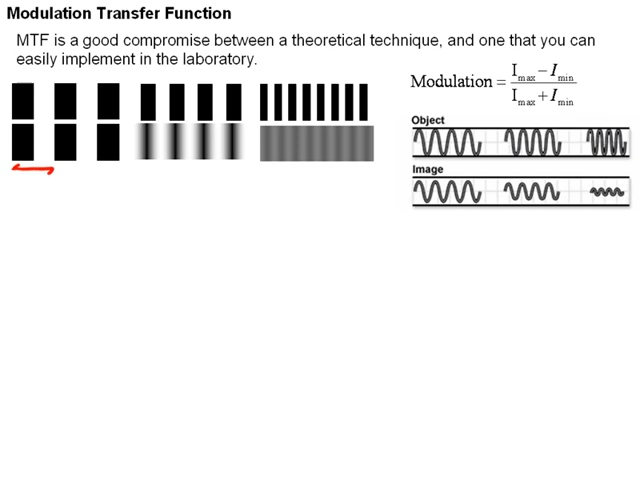 Modulation Transfer Function
MTF is a good compromise between a theoretical technique, and one that you can
easily implement in the laboratory.
Modulation = (I_max − I_min) / (I_max + I_min)
Object
Image